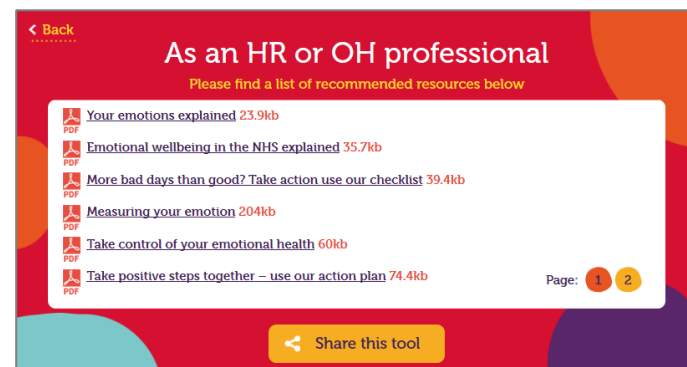 Back
As an HR or OH professional
Please find a list of recommended resources below
PDF Your emotions explained 23.9kb
PDF Emotional wellbeing in the NHS explained 35.7kb
PDF More bad days than good? Take action use our checklist 39.4kb
PDF Measuring your emotion 204kb
PDF Take control of your emotional health 60kb
PDF Take positive steps together – use our action plan 74.4kb
Page: 1 2
Share this tool